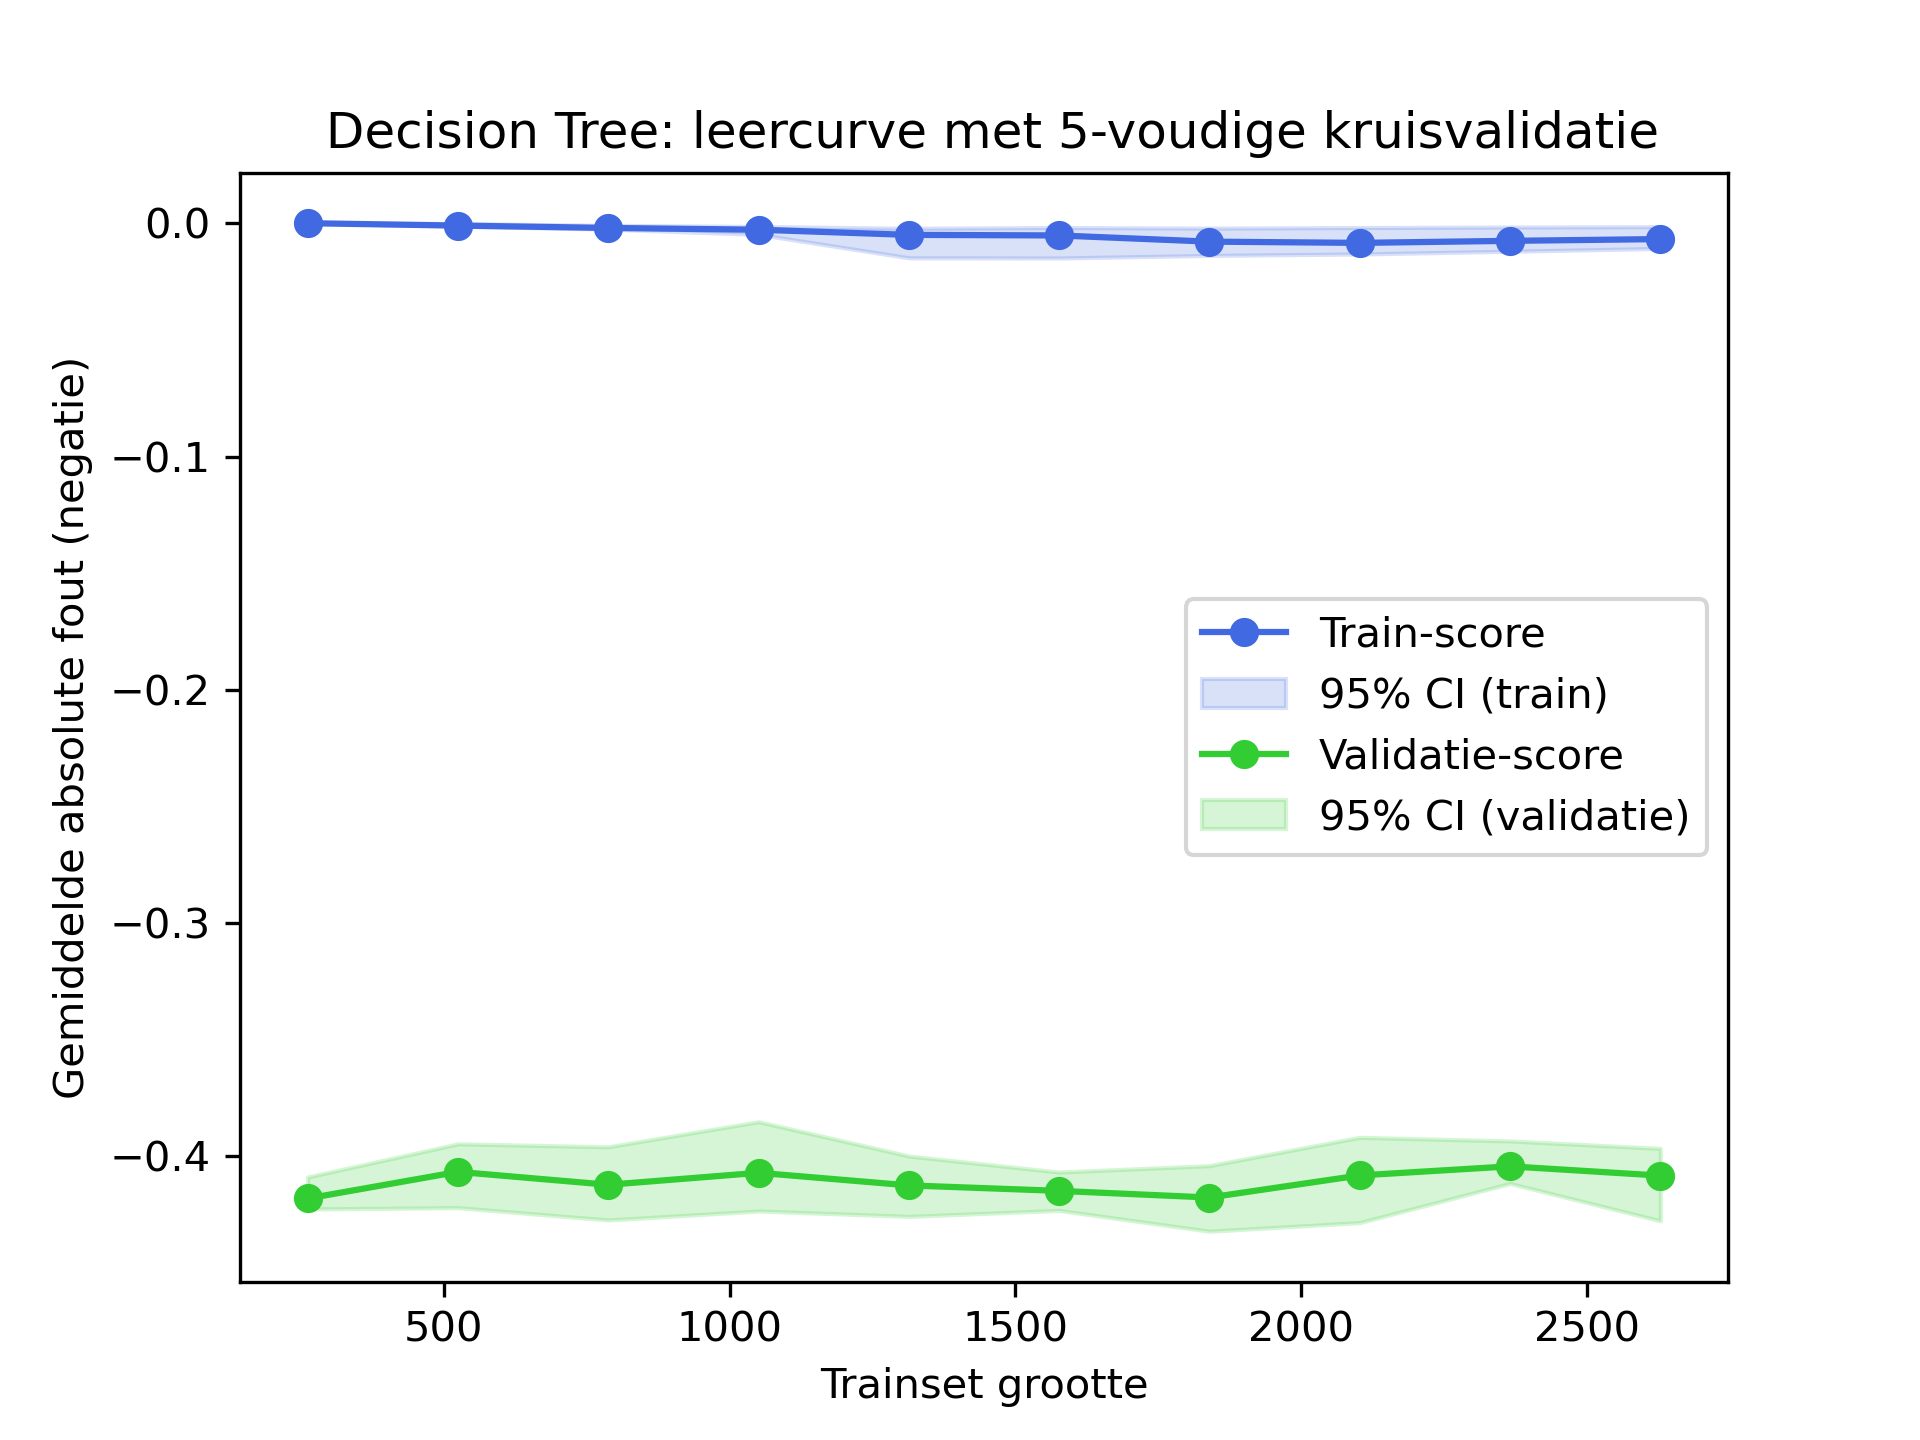 Decision Tree: leercurve met 5-voudige kruisvalidatie
Gemiddelde absolute fout (negatie)
0.0
−0.1
−0.2
−0.3
−0.4
Train-score
95% CI (train)
Validatie-score
95% CI (validatie)
500 1000 1500 2000 2500
Trainset grootte